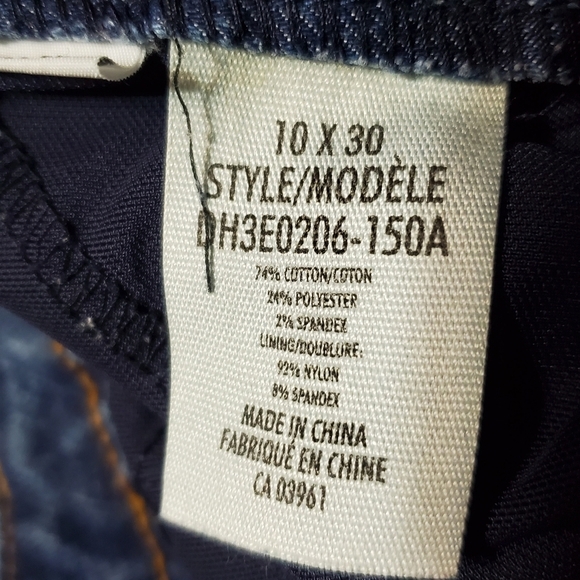 10 X 30
STYLE/MODÈLE
DH3E0206-150A
74% COTTON/COTON
24% POLYESTER
2% SPANDEX
LINING/DOUBLURE:
92% NYLON
8% SPANDEX
MADE IN CHINA
FABRIQUÉ EN CHINE
CA 03961